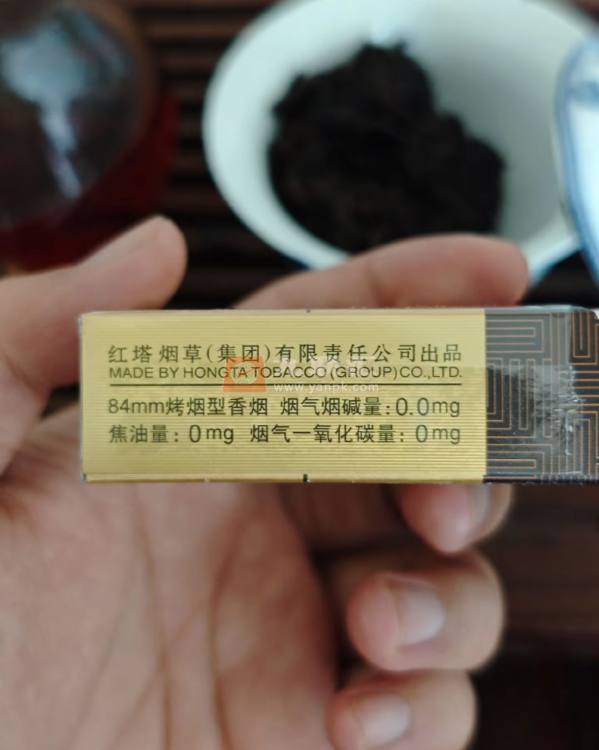 红塔烟草(集团)有限责任公司出品
MADE BY HONGTA TOBACCO (GROUP) CO., LTD.
www.yanpk.com
84mm烤烟型香烟 烟气烟碱量:0.0mg
焦油量:0mg 烟气一氧化碳量:0mg